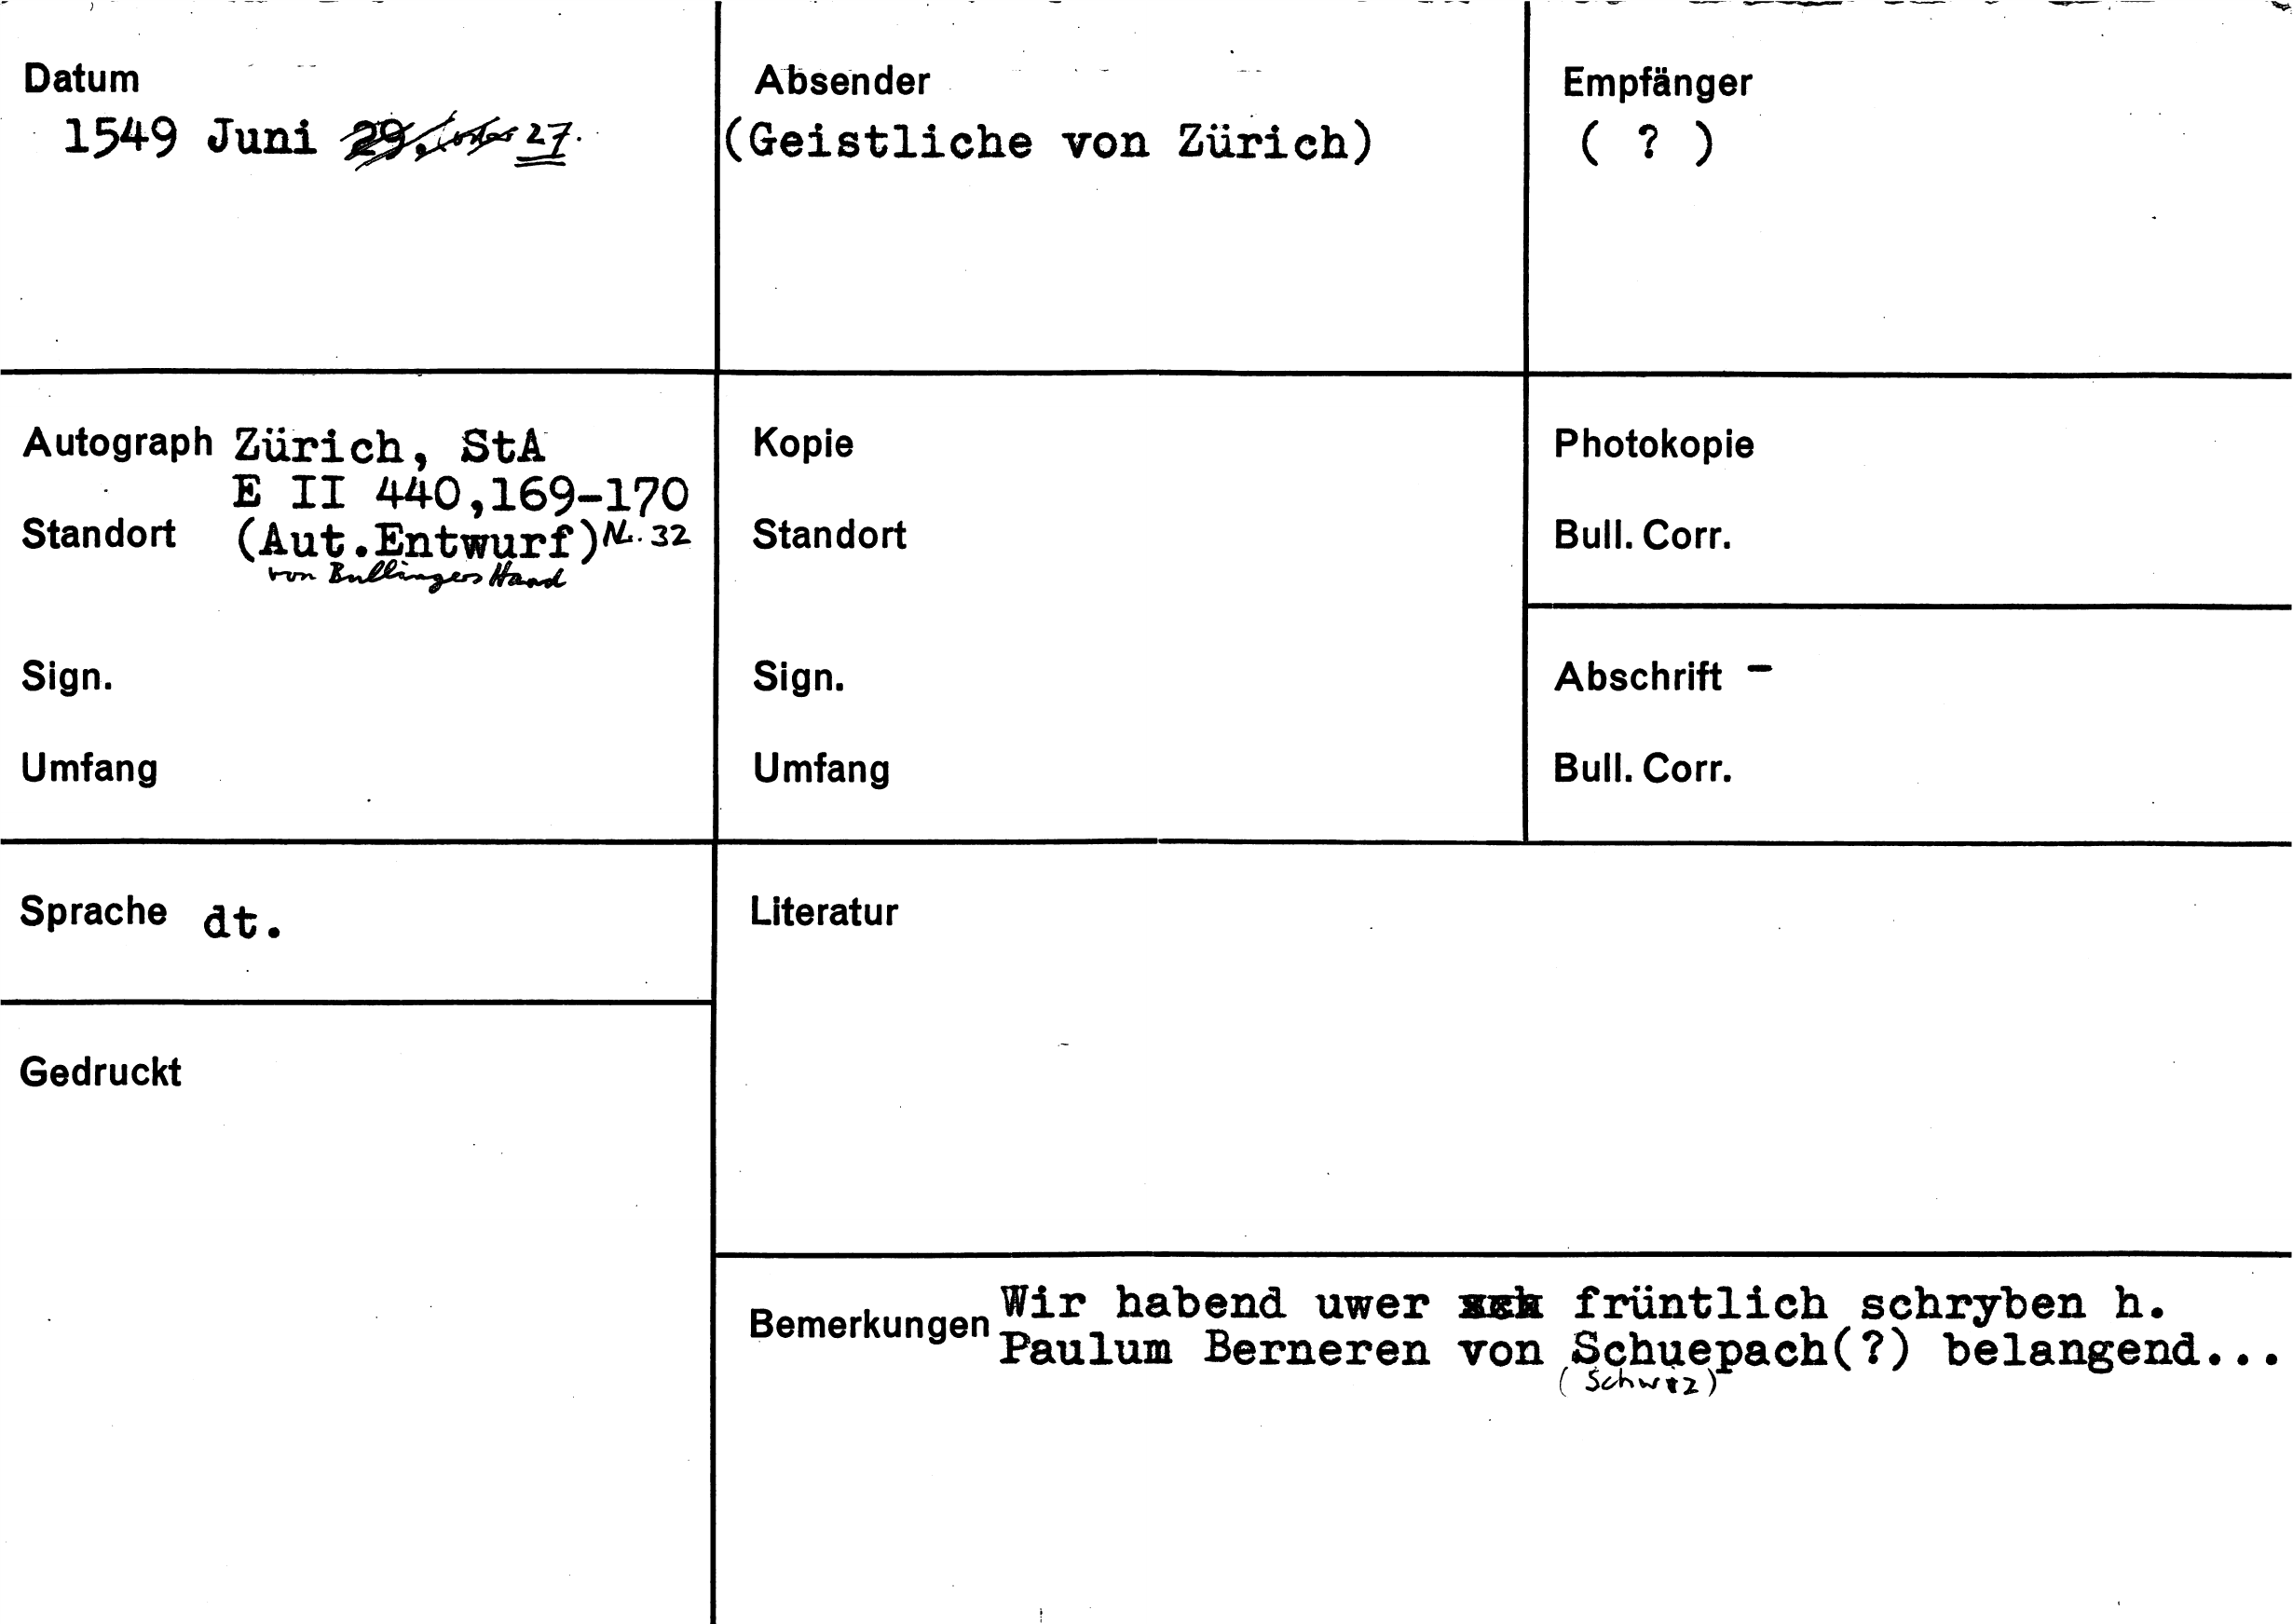 Datum
1549 Juni 29. 27.
Absender
(Geistliche von Zürich)
Empfänger
( ? )
Autograph Zürich, StA
E II 440,169-170
Standort (Aut.Entwurf) Nr. 32
von Bullingers Hand
Sign.
Umfang
Kopie
Standort
Sign.
Umfang
Photokopie
Bull. Corr.
Abschrift -
Bull. Corr.
Sprache dt.
Literatur
Gedruckt
Bemerkungen Wir habend uwer früntlich schryben h.
Paulum Berneren von Schuepach(?) belangend...
(Schwiz)